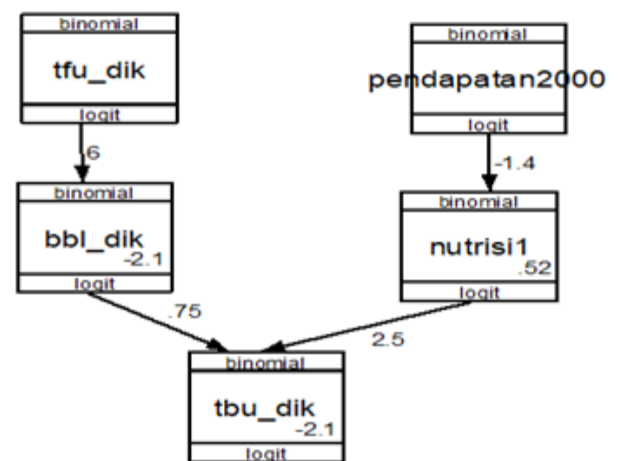 binomial
tfu_dik
logit
binomial
pendapatan2000
logit
6
-1.4
binomial
bbl_dik
-2.1
logit
binomial
nutrisi1
.52
logit
.75
2.5
binomial
tbu_dik
-2.1
logit